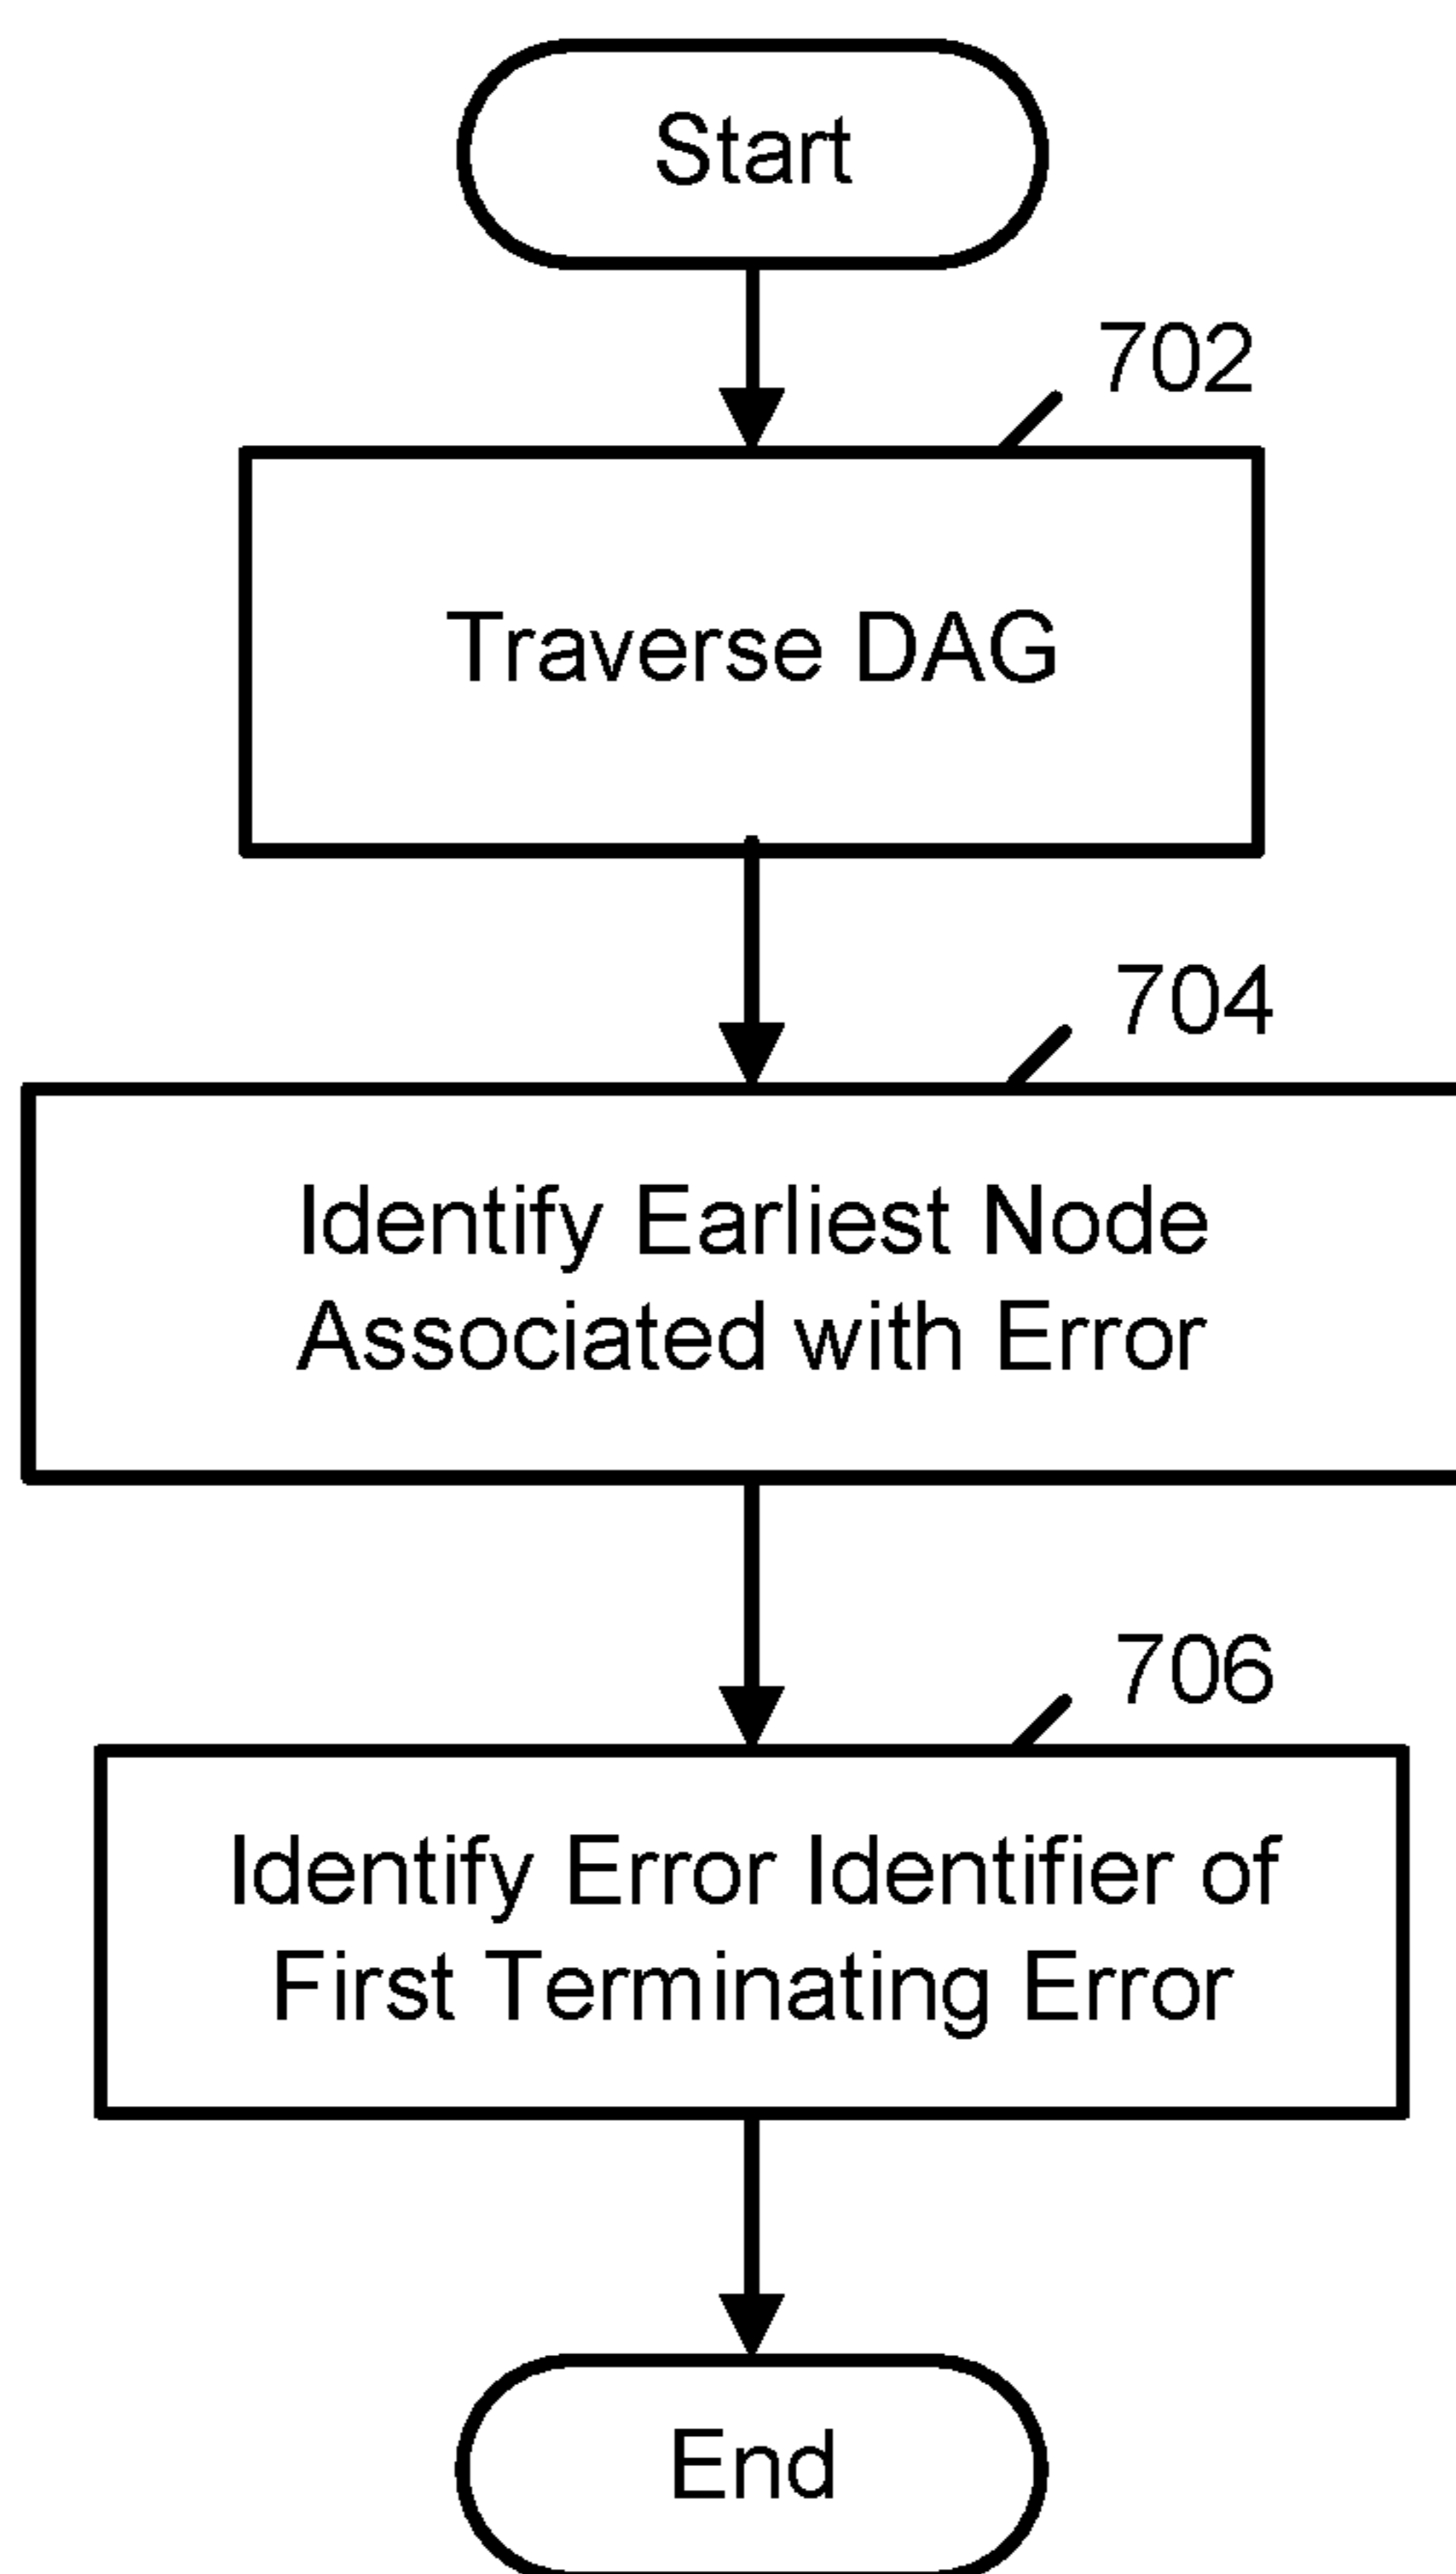 Start
702
Traverse DAG
704
Identify Earliest Node
Associated with Error
706
Identify Error Identifier of
First Terminating Error
End